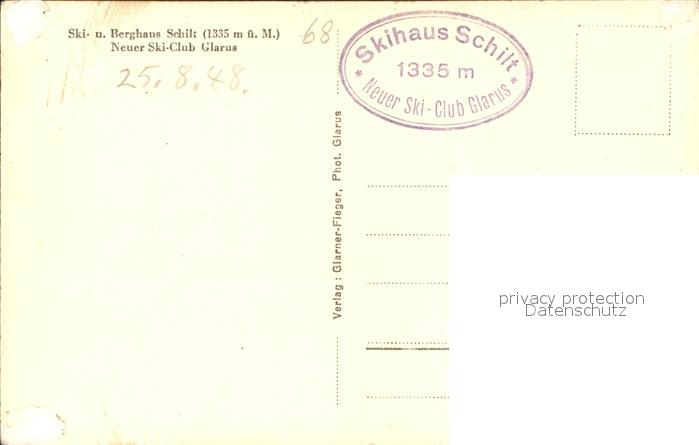 Ski- u. Berghaus Schilt (1335 m ü. M.)
Neuer Ski-Club Glarus
25. 8. 48.
68
Skihaus Schilt
1335 m
* Neuer Ski-Club Glarus *
Verlag: Glarner-Fieger, Phot. Glarus
privacy protection
Datenschutz